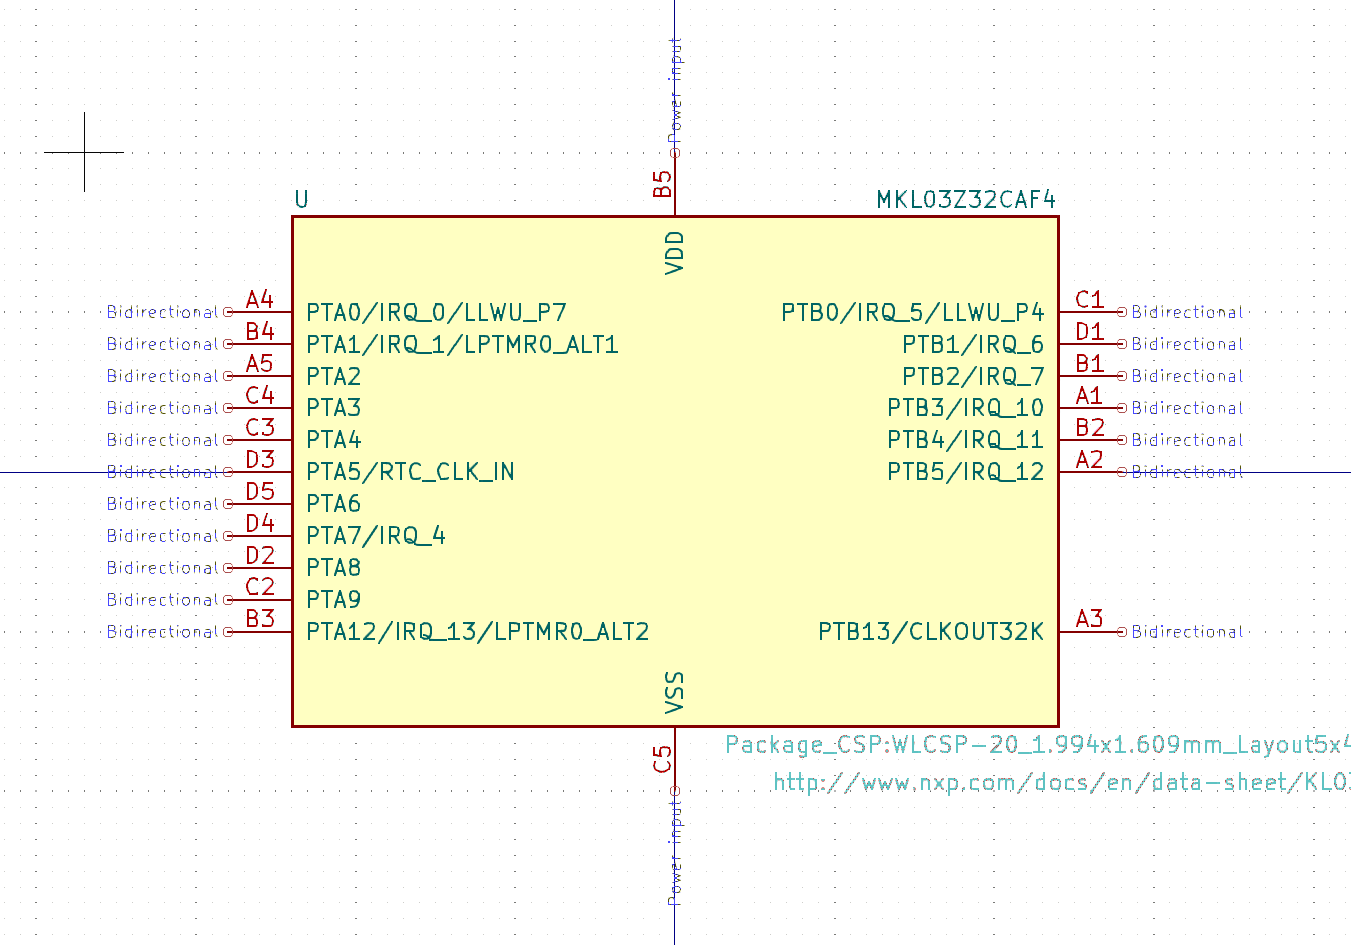 Power input
B5
U MKL03Z32CAF4
VDD
Bidirectional A4 PTA0/IRQ_0/LLWU_P7 PTB0/IRQ_5/LLWU_P4 C1 Bidirectional
Bidirectional B4 PTA1/IRQ_1/LPTMR0_ALT1 PTB1/IRQ_6 D1 Bidirectional
Bidirectional A5 PTA2 PTB2/IRQ_7 B1 Bidirectional
Bidirectional C4 PTA3 PTB3/IRQ_10 A1 Bidirectional
Bidirectional C3 PTA4 PTB4/IRQ_11 B2 Bidirectional
Bidirectional D3 PTA5/RTC_CLK_IN PTB5/IRQ_12 A2 Bidirectional
Bidirectional D5 PTA6
Bidirectional D4 PTA7/IRQ_4
Bidirectional D2 PTA8
Bidirectional C2 PTA9
Bidirectional B3 PTA12/IRQ_13/LPTMR0_ALT2 PTB13/CLKOUT32K A3 Bidirectional
VSS
C5
Package_CSP:WLCSP-20_1.994x1.609mm_Layout5x4
http://www.nxp.com/docs/en/data-sheet/KL03
Power input